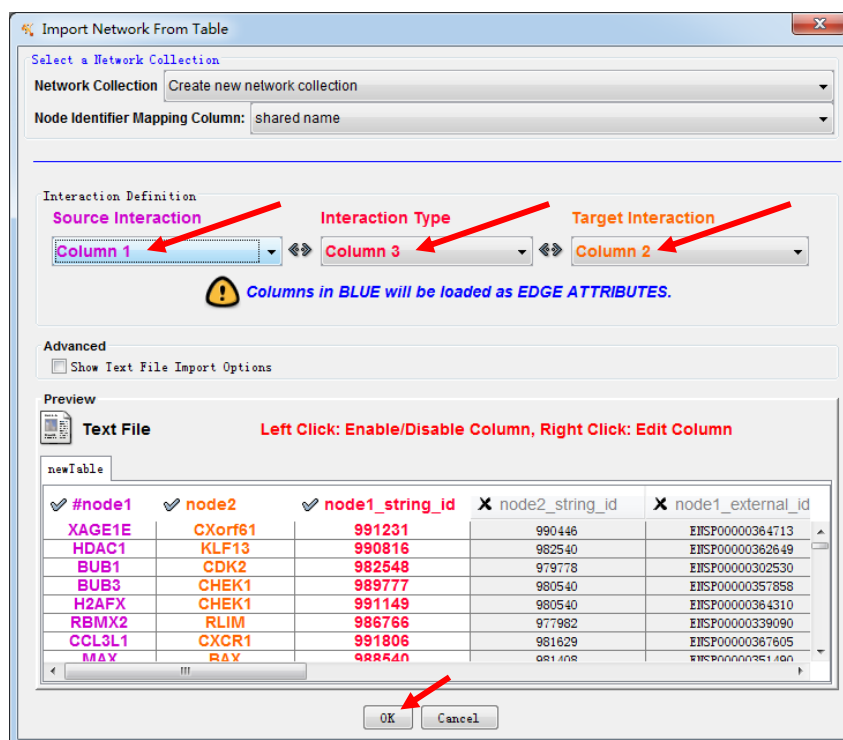 Import Network From Table
Select a Network Collection
Network Collection Create new network collection
Node Identifier Mapping Column: shared name
Interaction Definition
Source Interaction Interaction Type Target Interaction
Column 1 Column 3 Column 2
Columns in BLUE will be loaded as EDGE ATTRIBUTES.
Advanced
Show Text File Import Options
Preview
Text File Left Click: Enable/Disable Column, Right Click: Edit Column
newTable
#node1 node2 node1_string_id node2_string_id node1_external_id
XAGE1E CXorf61 991231 990446 ENSP00000364713
HDAC1 KLF13 990816 982540 ENSP00000362649
BUB1 CDK2 982548 979778 ENSP00000302530
BUB3 CHEK1 989777 980540 ENSP00000357858
H2AFX CHEK1 991149 980540 ENSP00000364310
RBMX2 RLIM 986766 977982 ENSP00000339090
CCL3L1 CXCR1 991806 981629 ENSP00000367605
MAX BAX 988540 981408 ENSP00000351490
OK Cancel